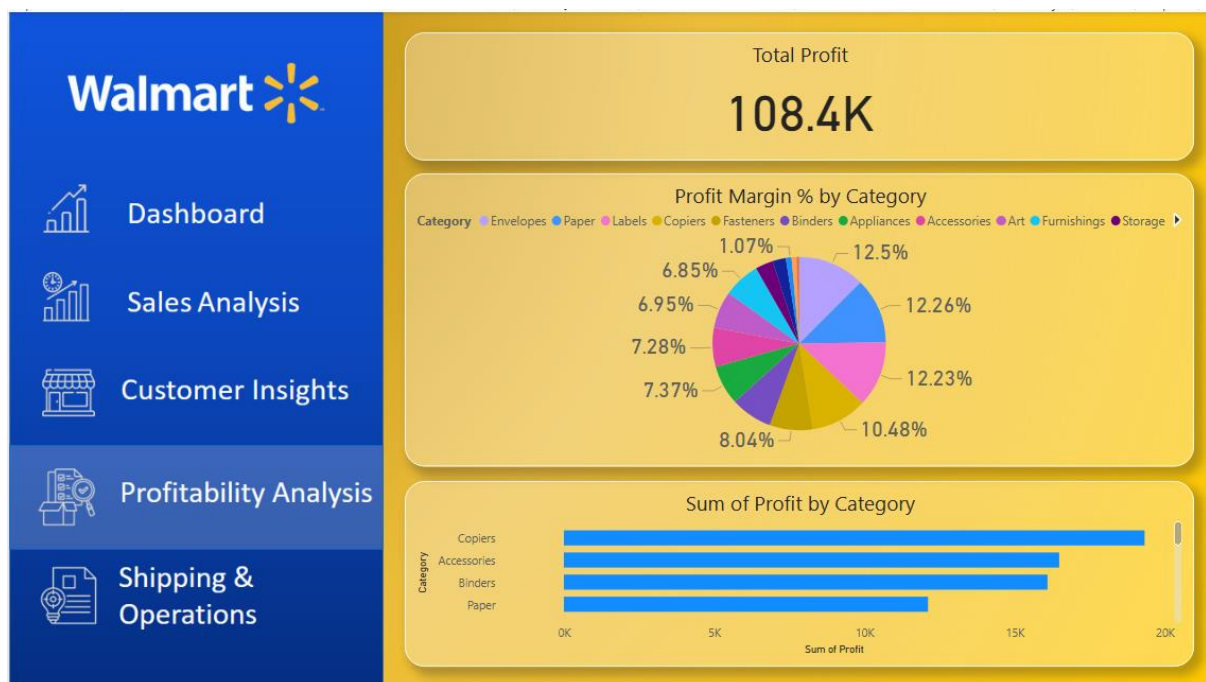 Walmart
Dashboard
Sales Analysis
Customer Insights
Profitability Analysis
Shipping &
Operations
Total Profit
108.4K
Profit Margin % by Category
Category Envelopes Paper Labels Copiers Fasteners Binders Appliances Accessories Art Furnishings Storage
1.07% 12.5%
6.85%
6.95% 12.26%
7.28%
7.37% 12.23%
8.04% 10.48%
Sum of Profit by Category
Category
Copiers
Accessories
Binders
Paper
0K 5K 10K 15K 20K
Sum of Profit